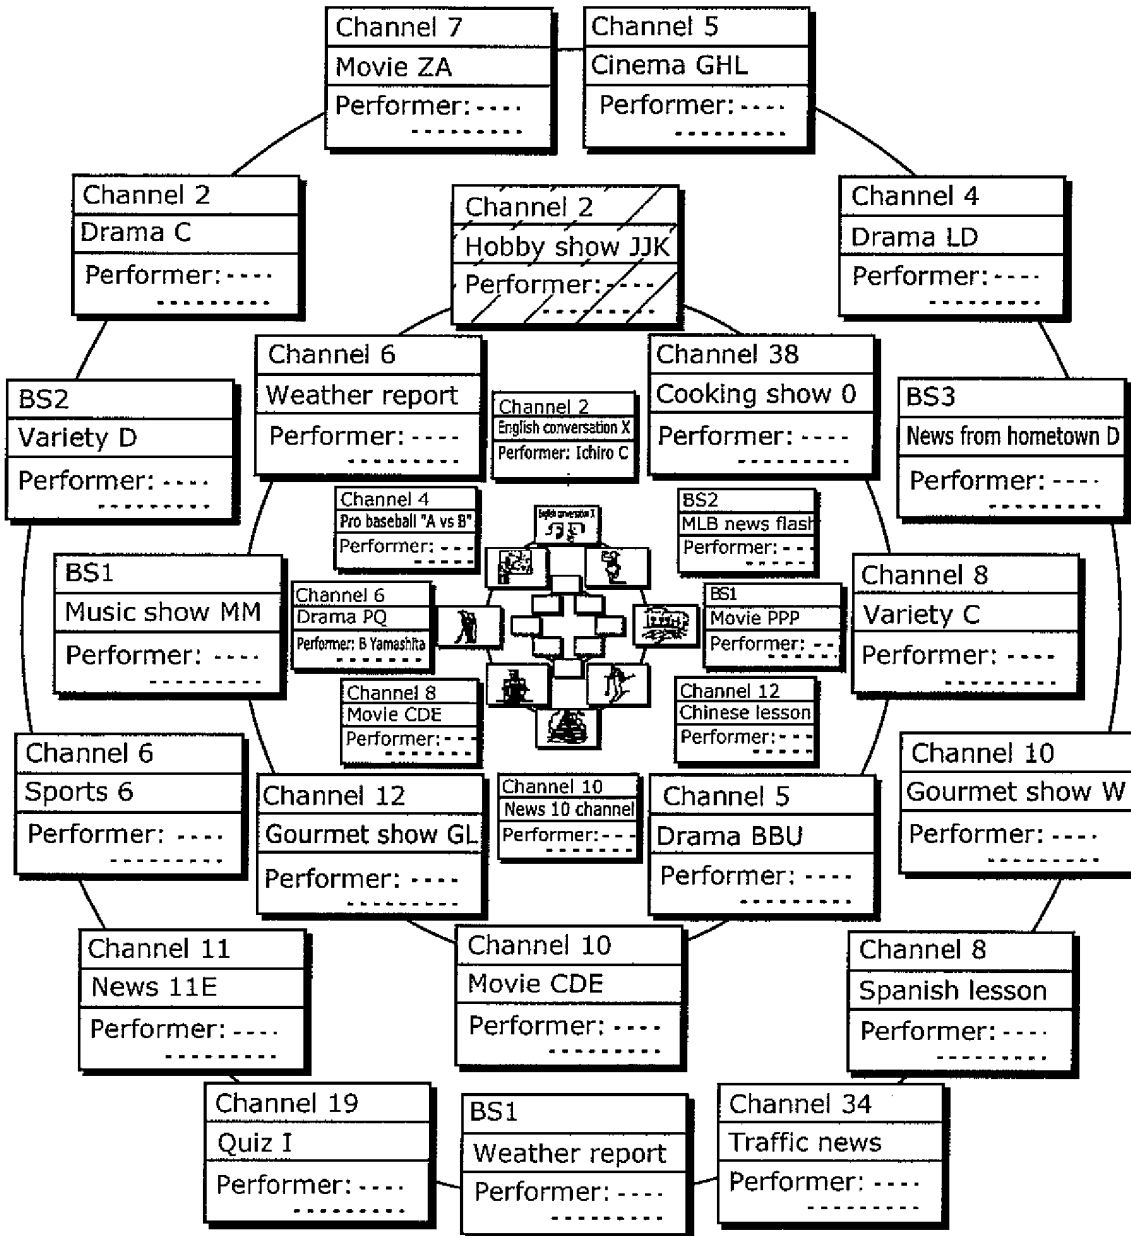 Channel 7
Movie ZA
Performer: ----
---------
Channel 5
Cinema GHL
Performer: ----
---------
Channel 2
Drama C
Performer: ----
---------
Channel 2
Hobby show JJK
Performer: ----
---------
Channel 4
Drama LD
Performer: ----
---------
Channel 6
Weather report
Performer: ----
---------
Channel 38
Cooking show 0
Performer: ----
---------
BS2
Variety D
Performer: ----
---------
Channel 2
English conversation X
Performer: Ichiro C
BS3
News from hometown D
Performer: ----
---------
Channel 4
Pro baseball "A vs B"
Performer: ----
BS2
MLB news flash
Performer: ----
English conversation X
BS1
Music show MM
Performer: ----
---------
Channel 6
Drama PQ
Performer: B Yamashita
BS1
Movie PPP
Performer: ----
Channel 8
Variety C
Performer: ----
---------
Channel 8
Movie CDE
Performer: ----
Channel 12
Chinese lesson
Performer: ----
Channel 6
Sports 6
Performer: ----
---------
Channel 12
Gourmet show GL
Performer: ----
---------
Channel 10
News 10 channel
Performer: ----
Channel 5
Drama BBU
Performer: ----
---------
Channel 10
Gourmet show W
Performer: ----
---------
Channel 11
News 11E
Performer: ----
---------
Channel 10
Movie CDE
Performer: ----
---------
Channel 8
Spanish lesson
Performer: ----
---------
Channel 19
Quiz I
Performer: ----
---------
BS1
Weather report
Performer: ----
---------
Channel 34
Traffic news
Performer: ----
---------